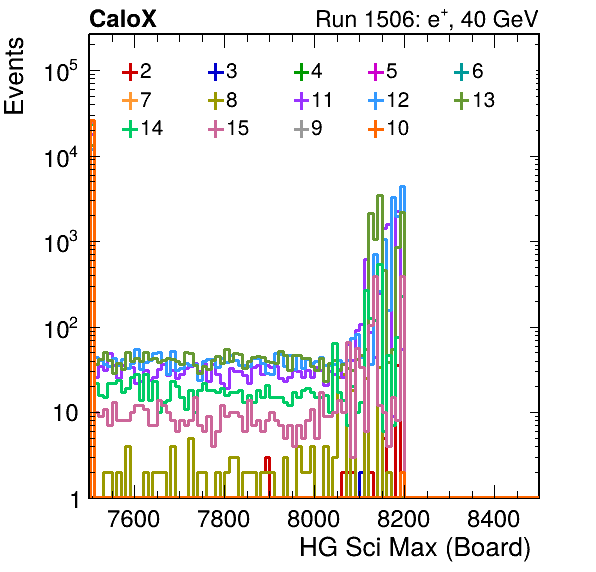 CaloX Run 1506: e⁺, 40 GeV
Events
10⁵
10⁴
10³
10²
10
1
2 3 4 5 6
7 8 11 12 13
14 15 9 10
7600 7800 8000 8200 8400
HG Sci Max (Board)